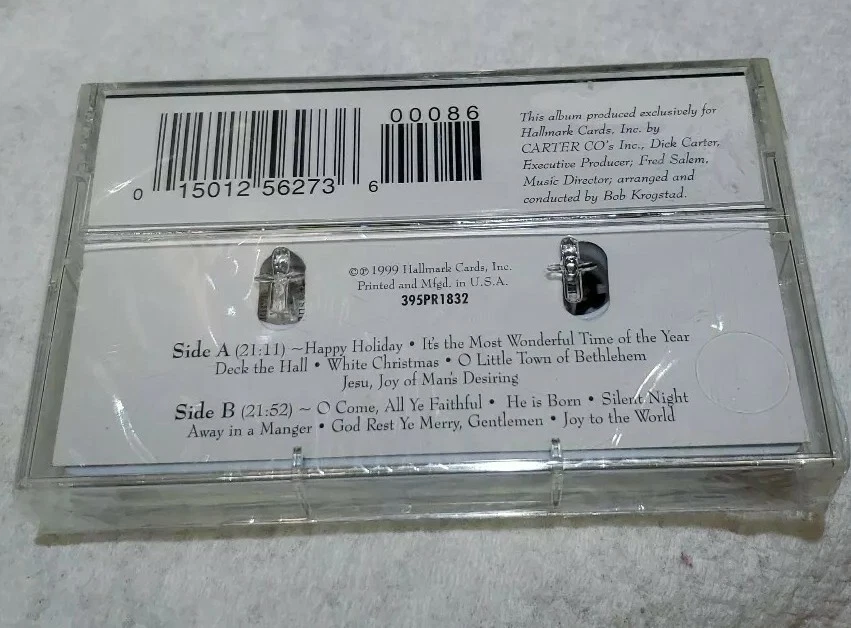 00086
0 15012 56273 6
This album produced exclusively for
Hallmark Cards, Inc. by
CARTER CO's Inc., Dick Carter,
Executive Producer; Fred Salem,
Music Director; arranged and
conducted by Bob Krogstad.
©℗ 1999 Hallmark Cards, Inc.
Printed and Mfgd. in U.S.A.
395PR1832
Side A (21:11) ~Happy Holiday • It's the Most Wonderful Time of the Year
Deck the Hall • White Christmas • O Little Town of Bethlehem
Jesu, Joy of Man's Desiring
Side B (21:52) ~ O Come, All Ye Faithful • He is Born • Silent Night
Away in a Manger • God Rest Ye Merry, Gentlemen • Joy to the World